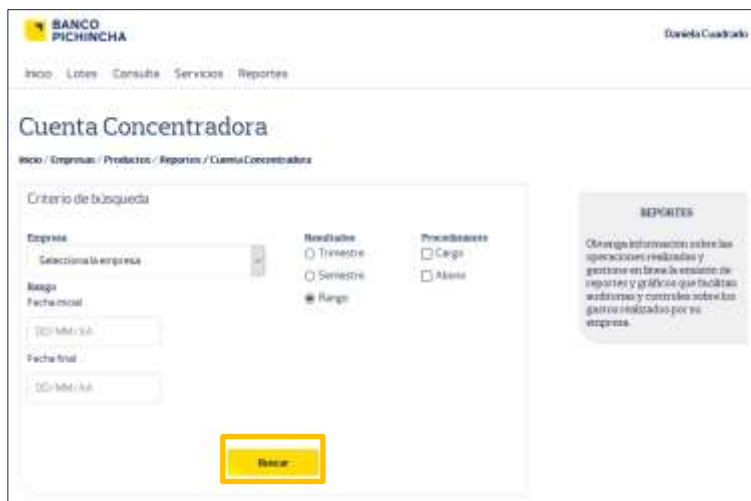 BANCO
PICHINCHA
Daniela Cuadrado
Inicio Lotes Consulta Servicios Reportes
Cuenta Concentradora
Inicio / Empresas / Productos / Reportes / Cuenta Concentradora
Criterio de búsqueda
Empresa
Selecciona la empresa
Rango
Fecha inicial
DD/MM/AA
Fecha final
DD/MM/AA
Resultados
Trimestre
Semestre
Rango
Procedimiento
Cargo
Abono
Buscar
REPORTES
Obtenga información sobre las
operaciones realizadas y
gestione en línea la emisión de
reportes y gráficos que facilitan
auditorías y controles sobre los
gastos realizados por su
empresa.